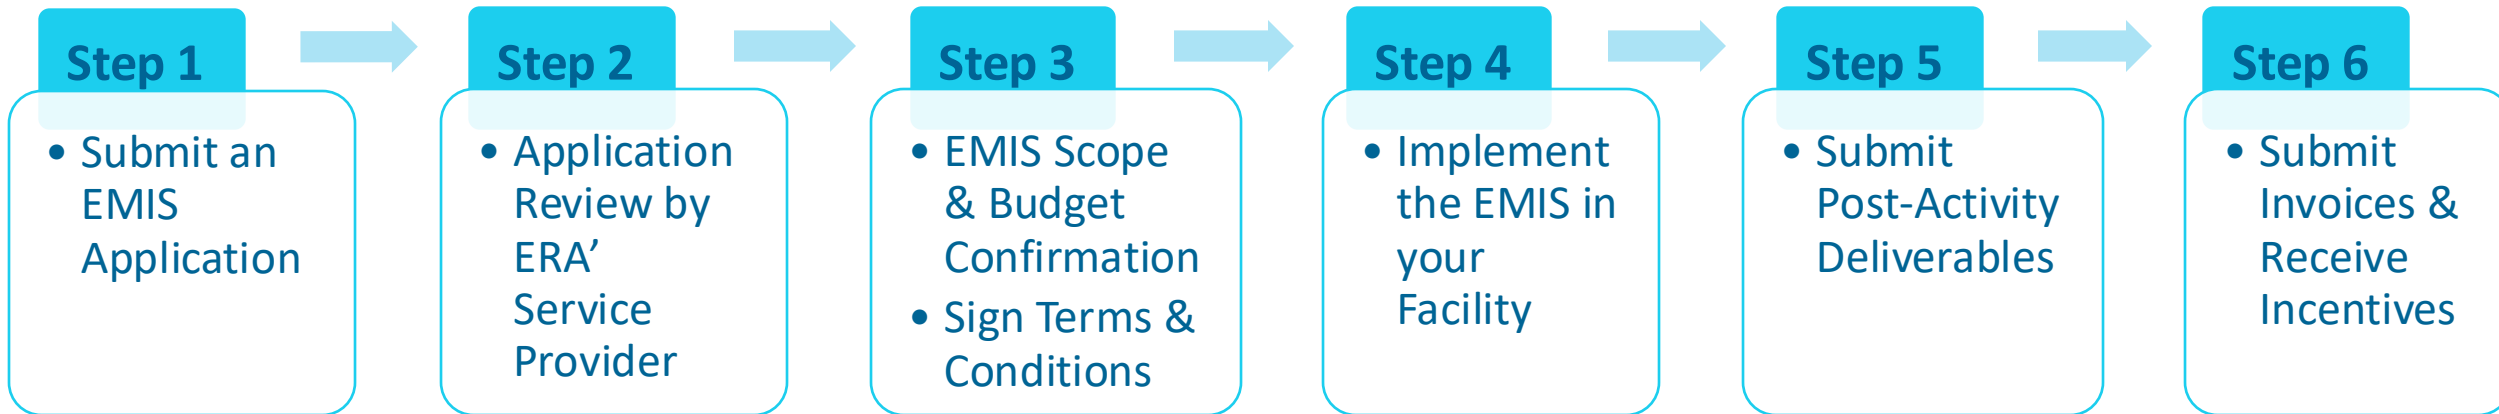 Step 1
• Submit an
EMIS
Application
Step 2
• Application
Review by
ERA’
Service
Provider
Step 3
• EMIS Scope
& Budget
Confirmation
• Sign Terms &
Conditions
Step 4
• Implement
the EMIS in
your
Facility
Step 5
• Submit
Post-Activity
Deliverables
Step 6
• Submit
Invoices &
Receive
Incentives